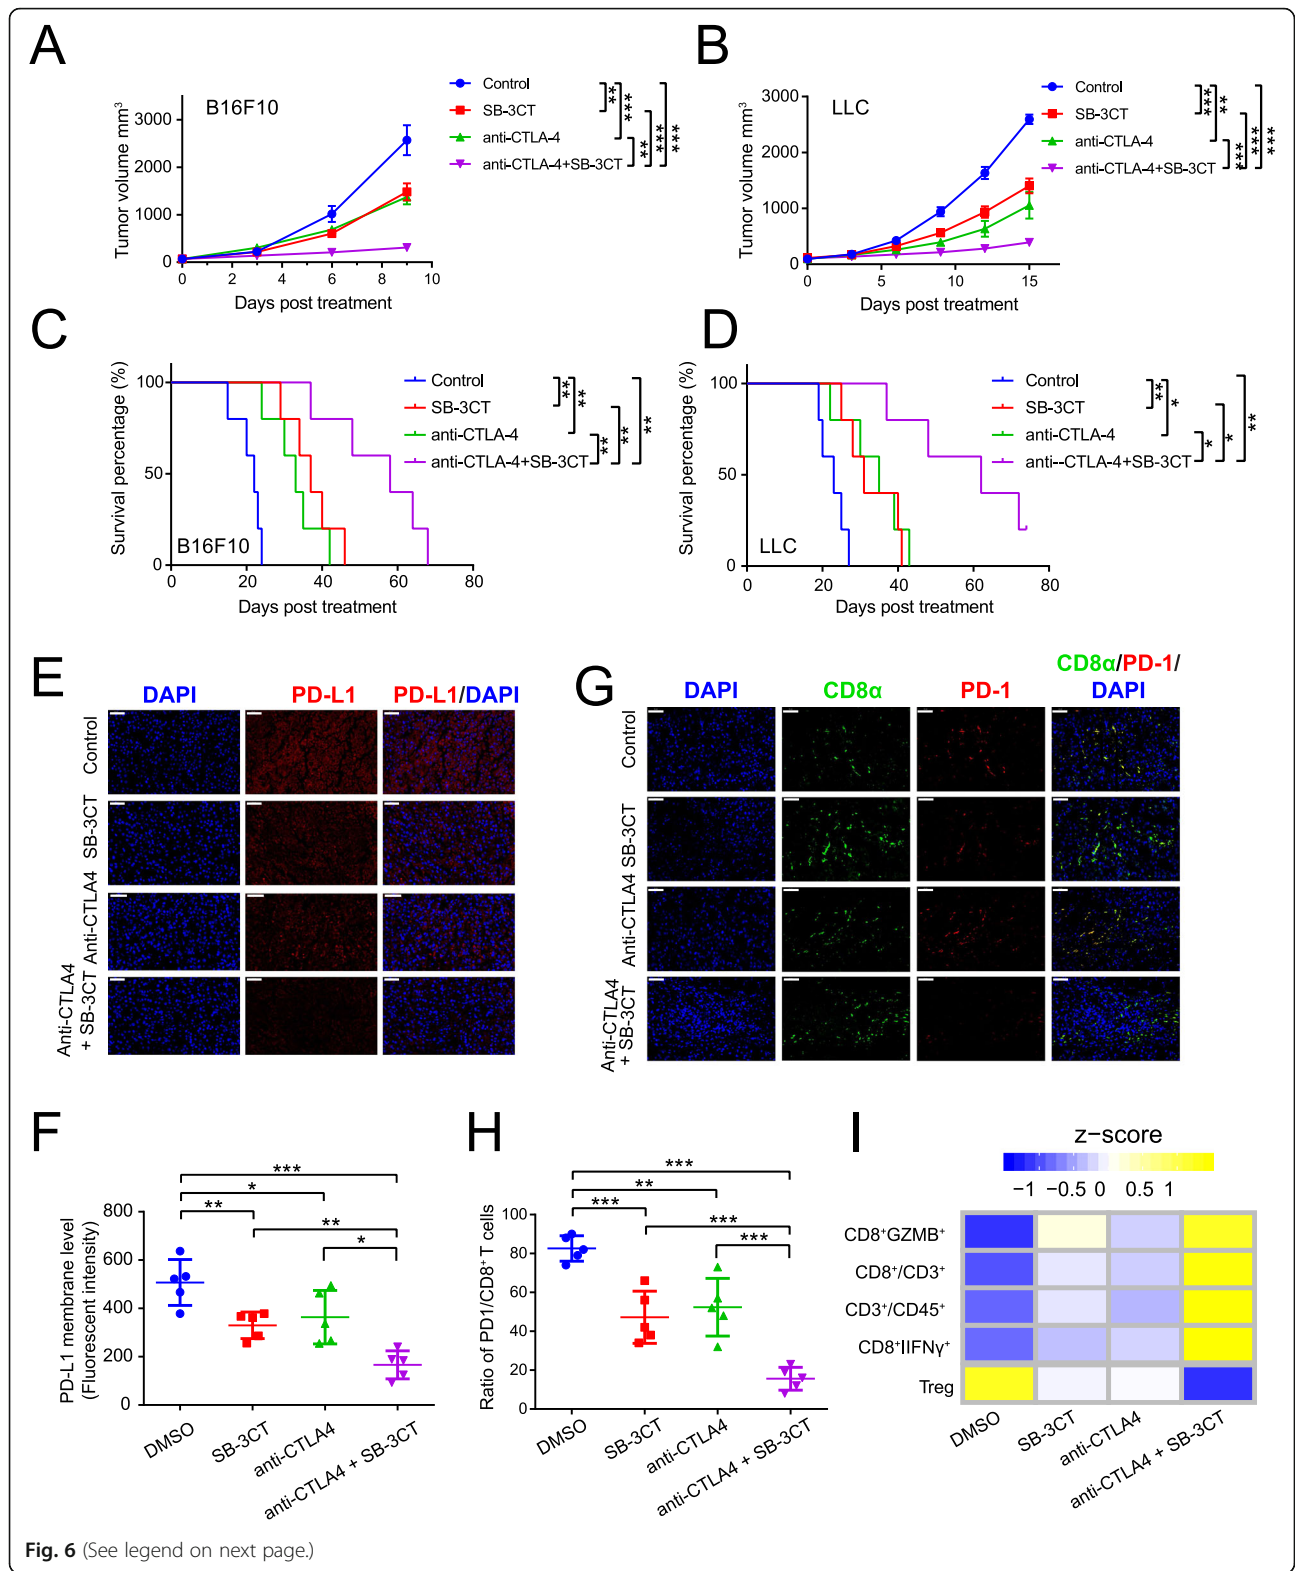 A
B16F10
Tumor volume mm³
3000
2000
1000
0
0 2 4 6 8 10
Days post treatment
Control
SB-3CT
anti-CTLA-4
anti-CTLA-4+SB-3CT
** *** ** *** ***
B
LLC
Tumor volume mm³
3000
2000
1000
0
0 5 10 15
Days post treatment
Control
SB-3CT
anti-CTLA-4
anti-CTLA-4+SB-3CT
*** ** *** *** ***
C
Survival percentage (%)
100
50
0
B16F10
0 20 40 60 80
Days post treatment
Control
SB-3CT
anti-CTLA-4
anti-CTLA-4+SB-3CT
** ** ** ** **
D
Survival percentage (%)
100
50
0
LLC
0 20 40 60 80
Days post treatment
Control
SB-3CT
anti-CTLA-4
anti--CTLA-4+SB-3CT
** * * * **
E
DAPI PD-L1 PD-L1/DAPI
Control
SB-3CT
Anti-CTLA4
Anti-CTLA4
+ SB-3CT
G
DAPI CD8α PD-1 CD8α/PD-1/
DAPI
Control
SB-3CT
Anti-CTLA4
Anti-CTLA4
+ SB-3CT
F
PD-L1 membrane level
(Fluorescent intensity)
800
600
400
200
0
***
*
**
**
*
DMSO
SB-3CT
anti-CTLA4
anti-CTLA4 + SB-3CT
H
Ratio of PD1/CD8⁺ T cells
100
80
60
40
20
0
***
**
***
***
***
DMSO
SB-3CT
anti-CTLA4
anti-CTLA4 + SB-3CT
I
z−score
−1 −0.5 0 0.5 1
CD8⁺GZMB⁺
CD8⁺/CD3⁺
CD3⁺/CD45⁺
CD8⁺IIFNγ⁺
Treg
DMSO
SB-3CT
anti-CTLA4
anti-CTLA4 + SB-3CT
Fig. 6 (See legend on next page.)